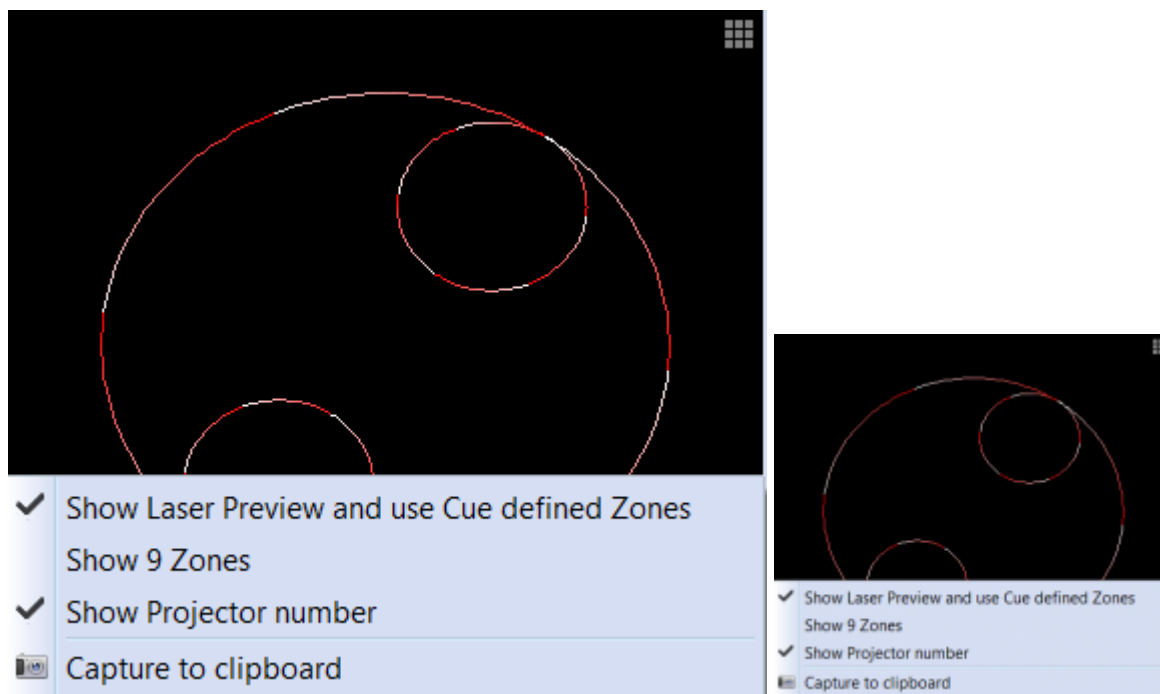 Show Laser Preview and use Cue defined Zones
Show 9 Zones
Show Projector number
Capture to clipboard
Show Laser Preview and use Cue defined Zones
Show 9 Zones
Show Projector number
Capture to clipboard